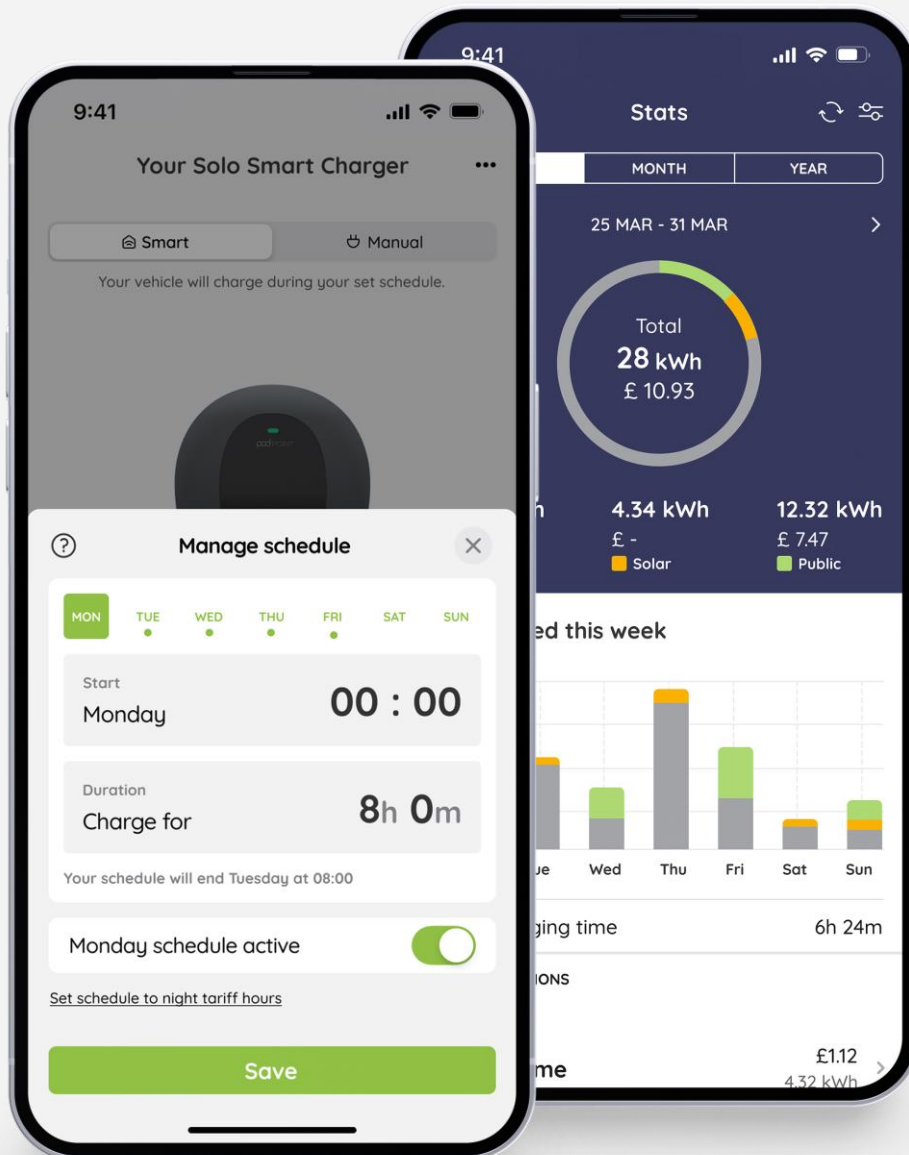 9:41
Your Solo Smart Charger
Smart
Manual
Your vehicle will charge during your set schedule.
pod POINT
?
Manage schedule
MON TUE WED THU FRI SAT SUN
Start
Monday
00 : 00
Duration
Charge for
8h 0m
Your schedule will end Tuesday at 08:00
Monday schedule active
Set schedule to night tariff hours
Save
9:41
Stats
MONTH YEAR
25 MAR - 31 MAR
Total
28 kWh
£ 10.93
4.34 kWh
£ -
Solar
12.32 kWh
£ 7.47
Public
this week
Wed Thu Fri Sat Sun
time
6h 24m
£1.12
4.32 kWh